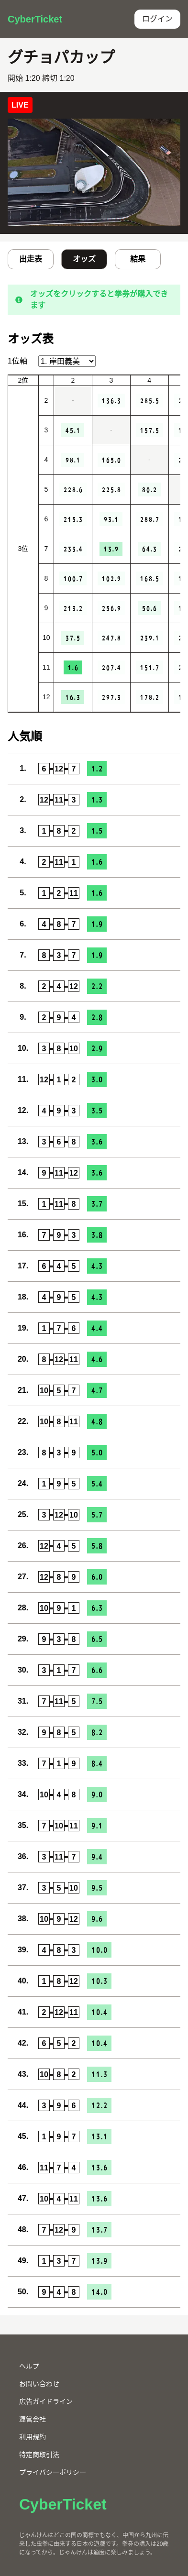 CyberTicket
ログイン
グチョパカップ
開始 1:20 締切 1:20
LIVE
出走表 オッズ 結果
オッズをクリックすると拳券が購入できます
オッズ表
1位軸 1. 岸田義美
2位 2 3 4
3位
2 - 136.3 285.5
3 45.1 - 157.5
4 98.1 165.0 -
5 228.6 225.8 80.2
6 215.3 93.1 288.7
7 233.4 13.9 64.3
8 100.7 102.9 168.5
9 213.2 256.9 50.6
10 37.5 247.8 239.1
11 1.6 207.4 151.7
12 16.3 297.3 178.2
人気順
1. 6-12-7 1.2
2. 12-11-3 1.3
3. 1-8-2 1.5
4. 2-11-1 1.6
5. 1-2-11 1.6
6. 4-8-7 1.9
7. 8-3-7 1.9
8. 2-4-12 2.2
9. 2-9-4 2.8
10. 3-8-10 2.9
11. 12-1-2 3.0
12. 4-9-3 3.5
13. 3-6-8 3.6
14. 9-11-12 3.6
15. 1-11-8 3.7
16. 7-9-3 3.8
17. 6-4-5 4.3
18. 4-9-5 4.3
19. 1-7-6 4.4
20. 8-12-11 4.6
21. 10-5-7 4.7
22. 10-8-11 4.8
23. 8-3-9 5.0
24. 1-9-5 5.4
25. 3-12-10 5.7
26. 12-4-5 5.8
27. 12-8-9 6.0
28. 10-9-1 6.3
29. 9-3-8 6.5
30. 3-1-7 6.6
31. 7-11-5 7.5
32. 9-8-5 8.2
33. 7-1-9 8.4
34. 10-4-8 9.0
35. 7-10-11 9.1
36. 3-11-7 9.4
37. 3-5-10 9.5
38. 10-9-12 9.6
39. 4-8-3 10.0
40. 1-8-12 10.3
41. 2-12-11 10.4
42. 6-5-2 10.4
43. 10-8-2 11.3
44. 3-9-6 12.2
45. 1-9-7 13.1
46. 11-7-4 13.6
47. 10-4-11 13.6
48. 7-12-9 13.7
49. 1-3-7 13.9
50. 9-4-8 14.0
ヘルプ
お問い合わせ
広告ガイドライン
運営会社
利用規約
特定商取引法
プライバシーポリシー
CyberTicket
じゃんけんはどこの国の商標でもなく、中国から九州に伝来した虫拳に由来する日本の遊戯です。拳券の購入は20歳になってから。じゃんけんは適度に楽しみましょう。